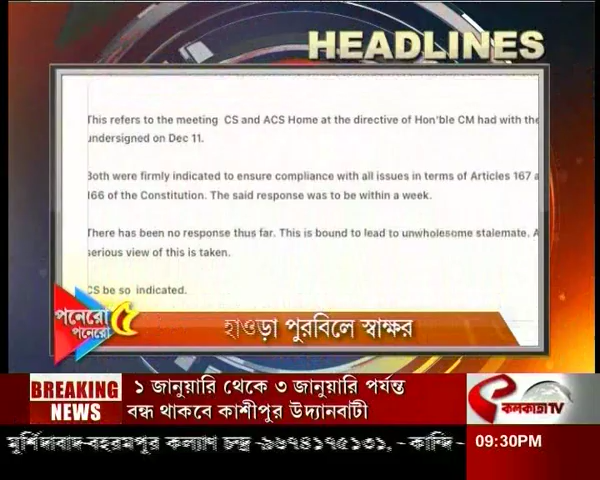 HEADLINES
This refers to the meeting CS and ACS Home at the directive of Hon'ble CM had with the
undersigned on Dec 11.
Both were firmly indicated to ensure compliance with all issues in terms of Articles 167 a
166 of the Constitution. The said response was to be within a week.
There has been no response thus far. This is bound to lead to unwholesome stalemate. A
serious view of this is taken.
CS be so indicated.
পনেরো ৫
পনেরো
হাওড়া পুরবিলে স্বাক্ষর
BREAKING
NEWS
১ জানুয়ারি থেকে ৩ জানুয়ারি পর্যন্ত
বন্ধ থাকবে কাশীপুর উদ্যানবাটী
কলকাতা TV
মুর্শিদাবাদ-বহরমপুর কল্যাণ চন্দ্র -৯৬৭৪১৭৫১৩১, - কান্দি -
09:30PM